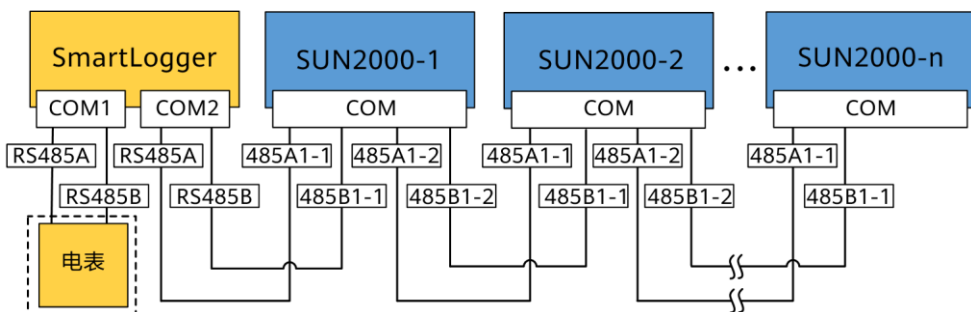 SmartLogger
SUN2000-1
SUN2000-2
...
SUN2000-n
COM1
COM2
COM
COM
COM
RS485A
RS485A
485A1-1
485A1-2
485A1-1
485A1-2
485A1-1
RS485B
RS485B
485B1-1
485B1-2
485B1-1
485B1-2
485B1-1
电表